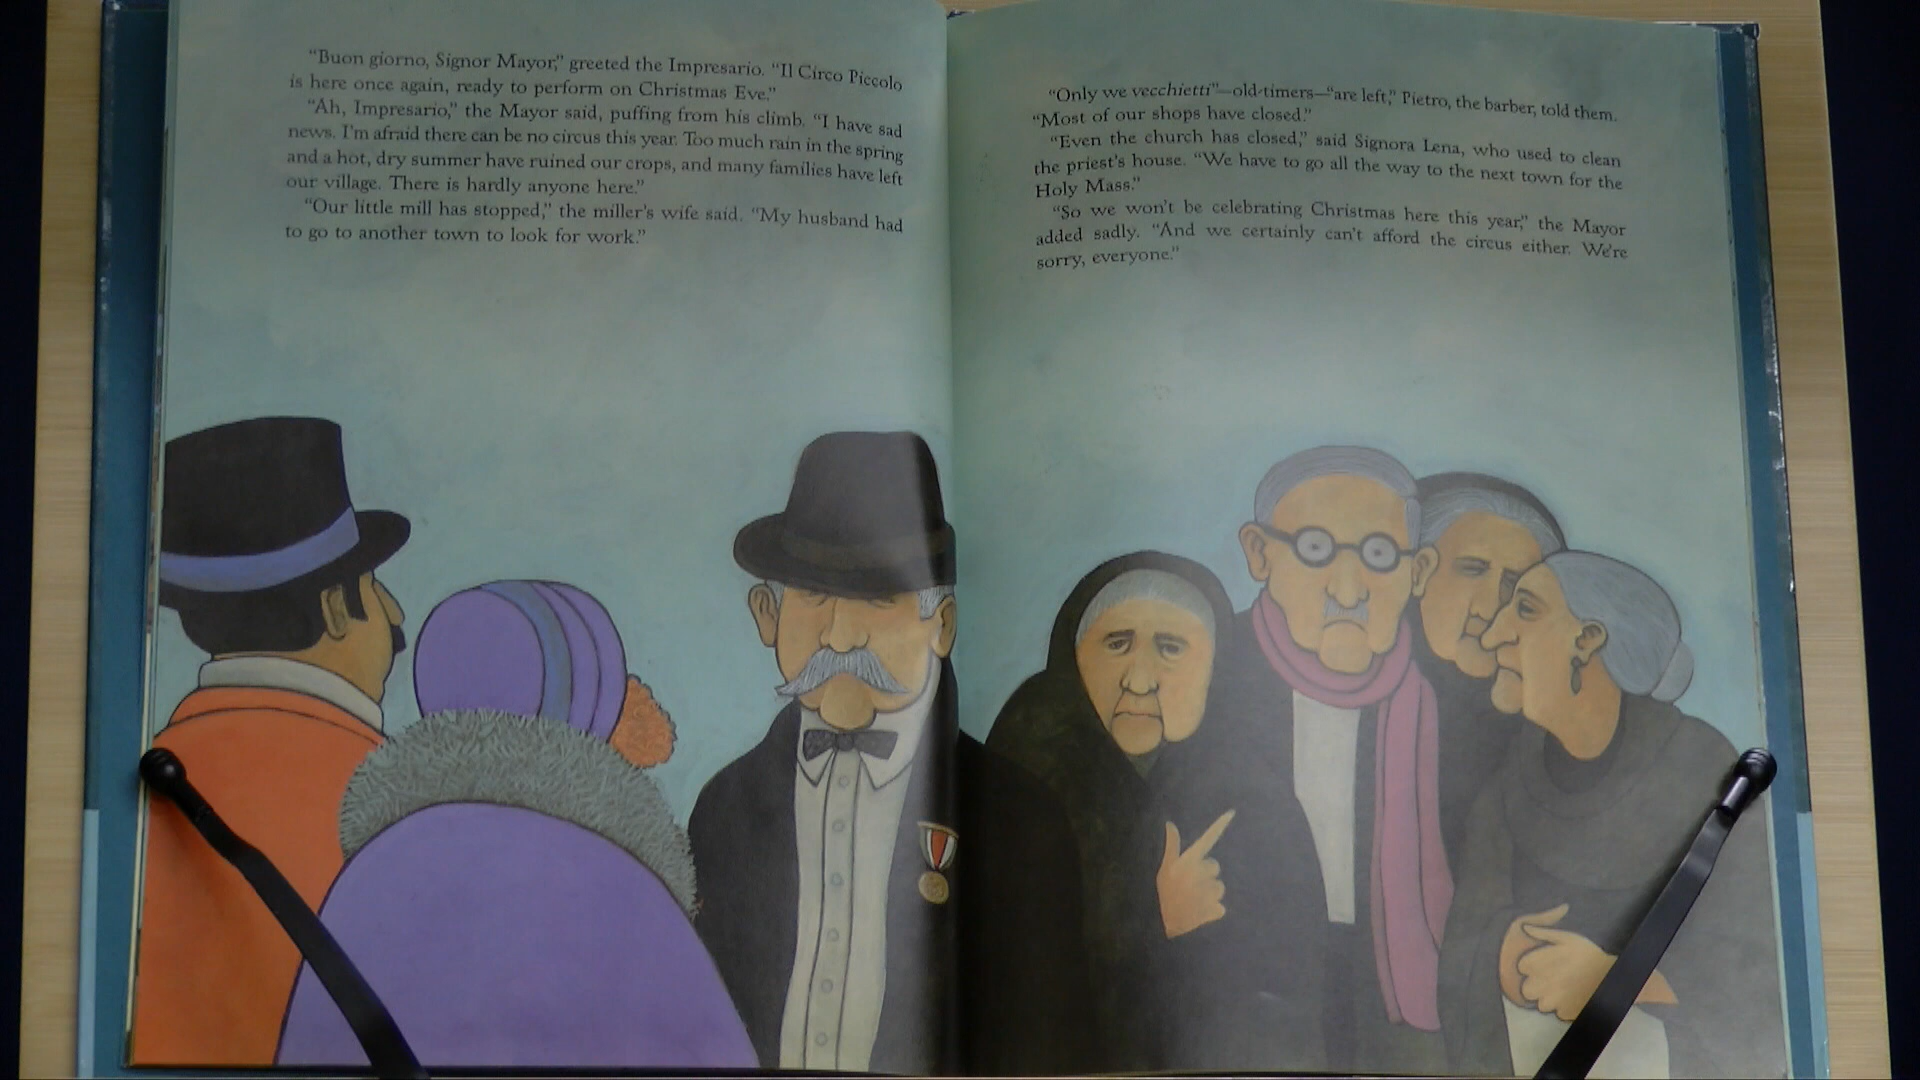 “Buon giorno, Signor Mayor,” greeted the Impresario. “Il Circo Piccolo
is here once again, ready to perform on Christmas Eve.”
“Ah, Impresario,” the Mayor said, puffing from his climb. “I have sad
news. I’m afraid there can be no circus this year. Too much rain in the spring
and a hot, dry summer have ruined our crops, and many families have left
our village. There is hardly anyone here.”
“Our little mill has stopped,” the miller’s wife said. “My husband had
to go to another town to look for work.”
“Only we vecchietti”—old-timers—“are left,” Pietro, the barber, told them.
“Most of our shops have closed.”
“Even the church has closed,” said Signora Lena, who used to clean
the priest’s house. “We have to go all the way to the next town for the
Holy Mass.”
“So we won’t be celebrating Christmas here this year,” the Mayor
added sadly. “And we certainly can’t afford the circus either. We’re
sorry, everyone.”